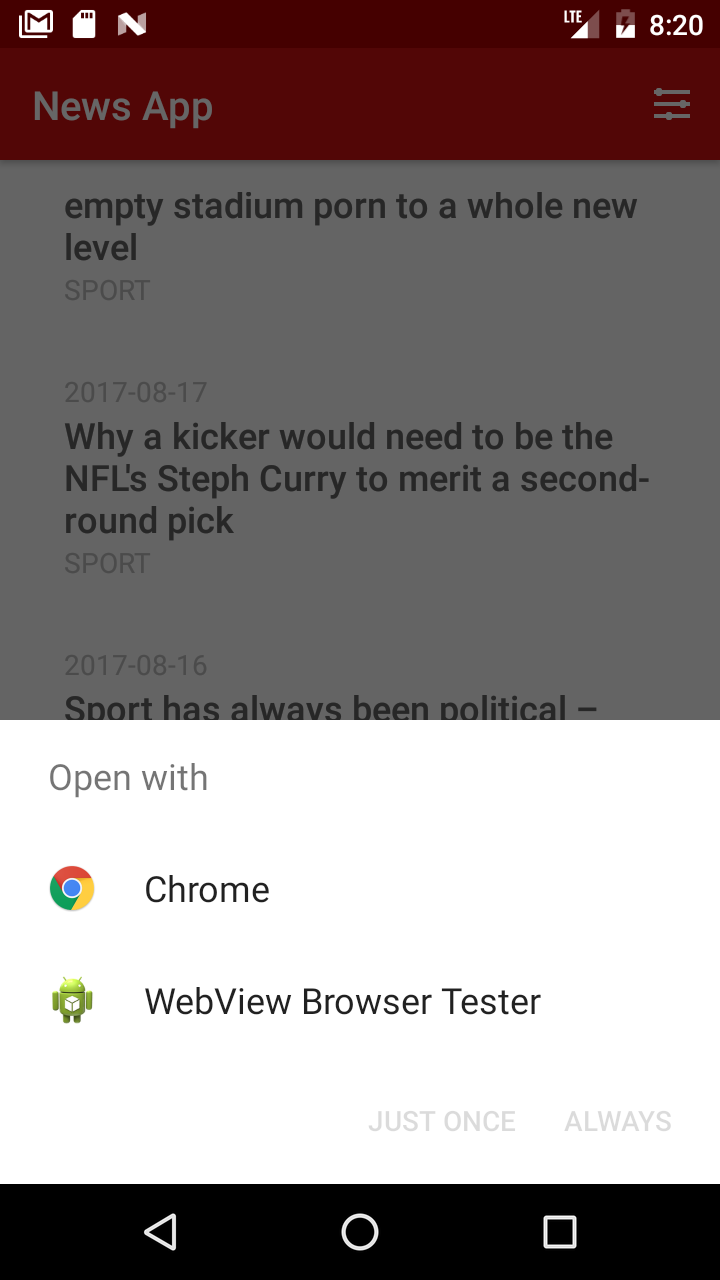 LTE 8:20
News App
empty stadium porn to a whole new
level
SPORT
2017-08-17
Why a kicker would need to be the
NFL's Steph Curry to merit a second-
round pick
SPORT
2017-08-16
Sport has always been political –
Open with
Chrome
WebView Browser Tester
JUST ONCE ALWAYS